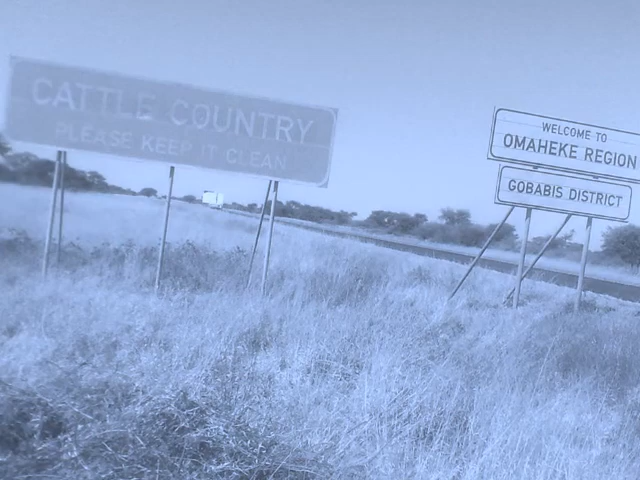 CATTLE COUNTRY
PLEASE KEEP IT CLEAN
WELCOME TO
OMAHEKE REGION
GOBABIS DISTRICT